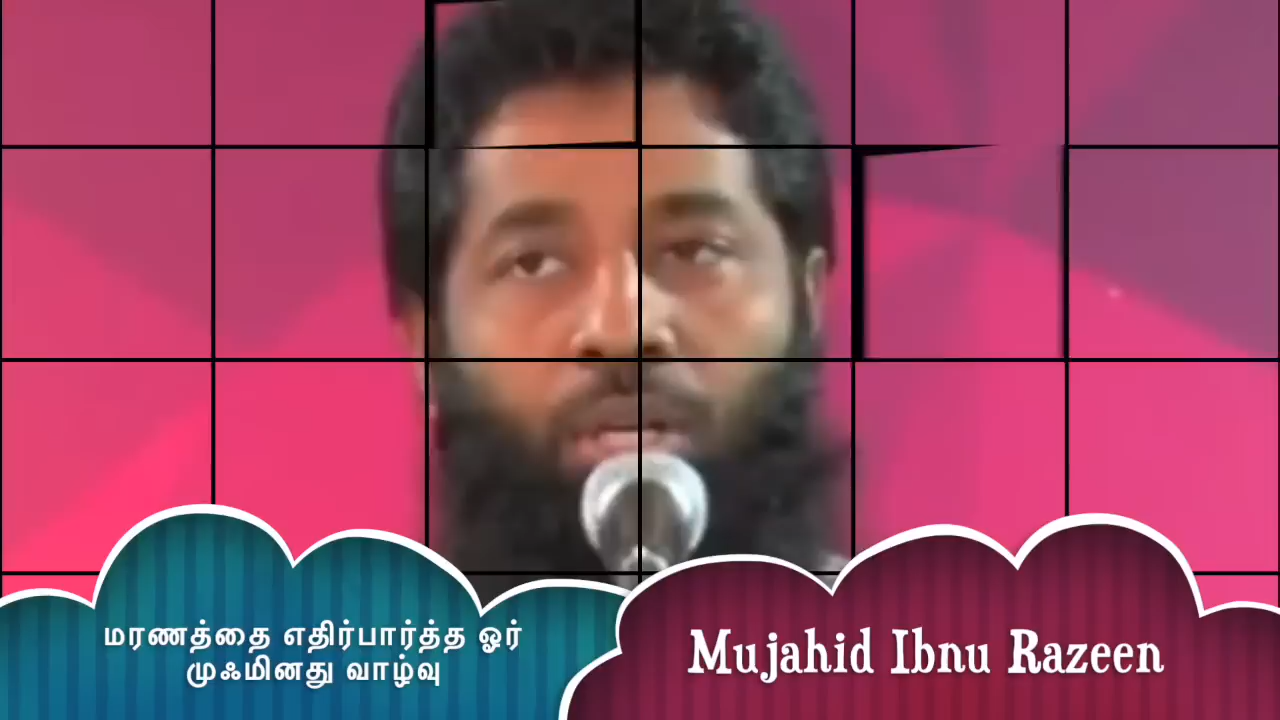 மரணத்தை எதிர்பார்த்த ஓர்
முஃமினது வாழ்வு
Mujahid Ibnu Razeen